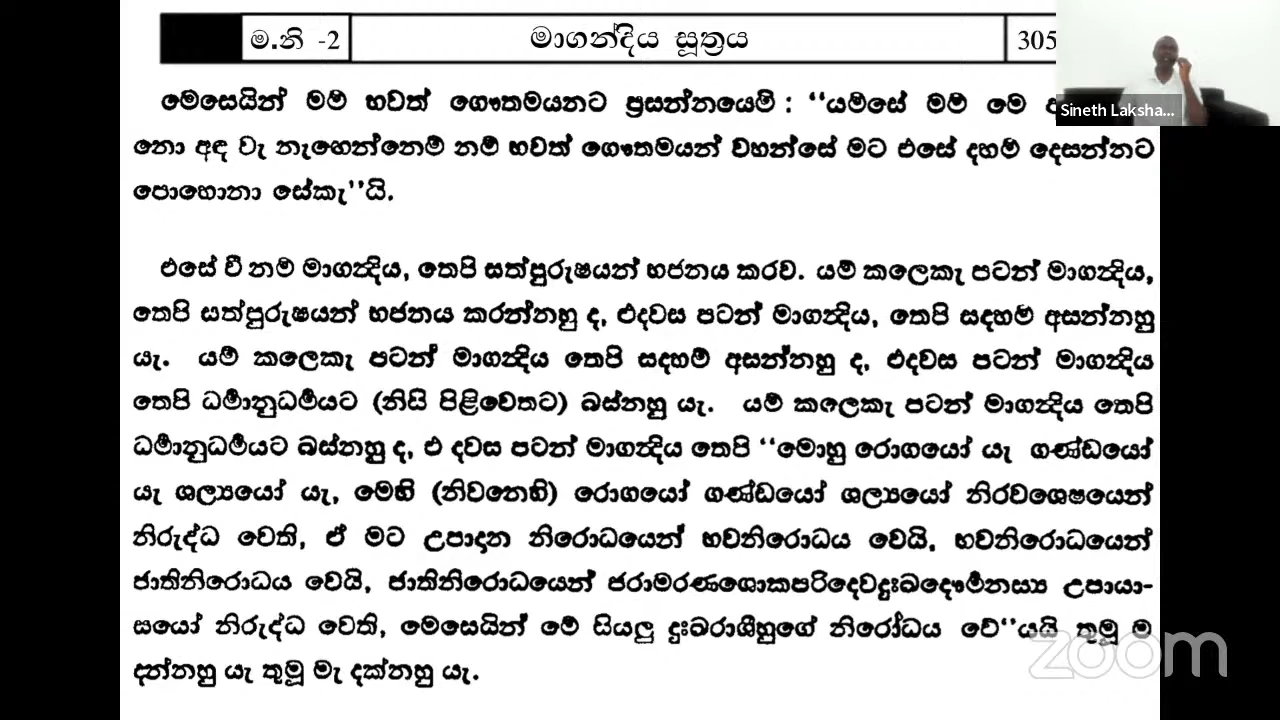 ම.නි -2
මාගන්දිය සූත්‍රය
305
Sineth Laksha...
මෙසෙයින් මම භවත් ගෞතමයනට ප්‍රසන්නයෙමි : “යම්සේ මම මෙ
නො අඳ වැ නැඟෙන්නෙම් නම් භවත් ගෞතමයන් වහන්සේ මට එසේ දහම් දෙසන්නට
පොහොනා සේකැ”යි.
එසේ වී නම් මාගන්‍දිය, තෙපි සත්පුරුෂයන් භජනය කරව. යම් කලෙකැ පටන් මාගන්‍දිය,
තෙපි සත්පුරුෂයන් භජනය කරන්නහු ද, එදවස පටන් මාගන්‍දිය, තෙපි සදහම් අසන්නහු
යැ. යම් කලෙකැ පටන් මාගන්‍දිය තෙපි සදහම් අසන්නහු ද, එදවස පටන් මාගන්‍දිය
තෙපි ධර්‍මානුධර්‍මයට (නිසි පිළිවෙතට) බස්නහු යැ. යම් කලෙකැ පටන් මාගන්‍දිය තෙපි
ධර්‍මානුධර්‍මයට බස්නහු ද, එ දවස පටන් මාගන්‍දිය තෙපි “මොහු රොගයෝ යැ ගණ්ඩයෝ
යැ ශල්‍යයෝ යැ, මෙහි (නිවනෙහි) රොගයෝ ගණ්ඩයෝ ශල්‍යයෝ නිරවශෙෂයෙන්
නිරුද්ධ වෙති, ඒ මට උපාදාන නිරොධයෙන් භවනිරොධය වෙයි, භවනිරොධයෙන්
ජාතිනිරොධය වෙයි, ජාතිනිරොධයෙන් ජරාමරණශොකපරිදෙවදුඃඛදෞර්‍මනස්‍ය උපායා-
සයෝ නිරුද්ධ වෙති, මෙසෙයින් මේ සියලු දුඃඛරාශීහුගේ නිරෝධය වේ”යයි තුමූ ම
දන්නහු යැ තුමූ මැ දක්නහු යැ.
zoom